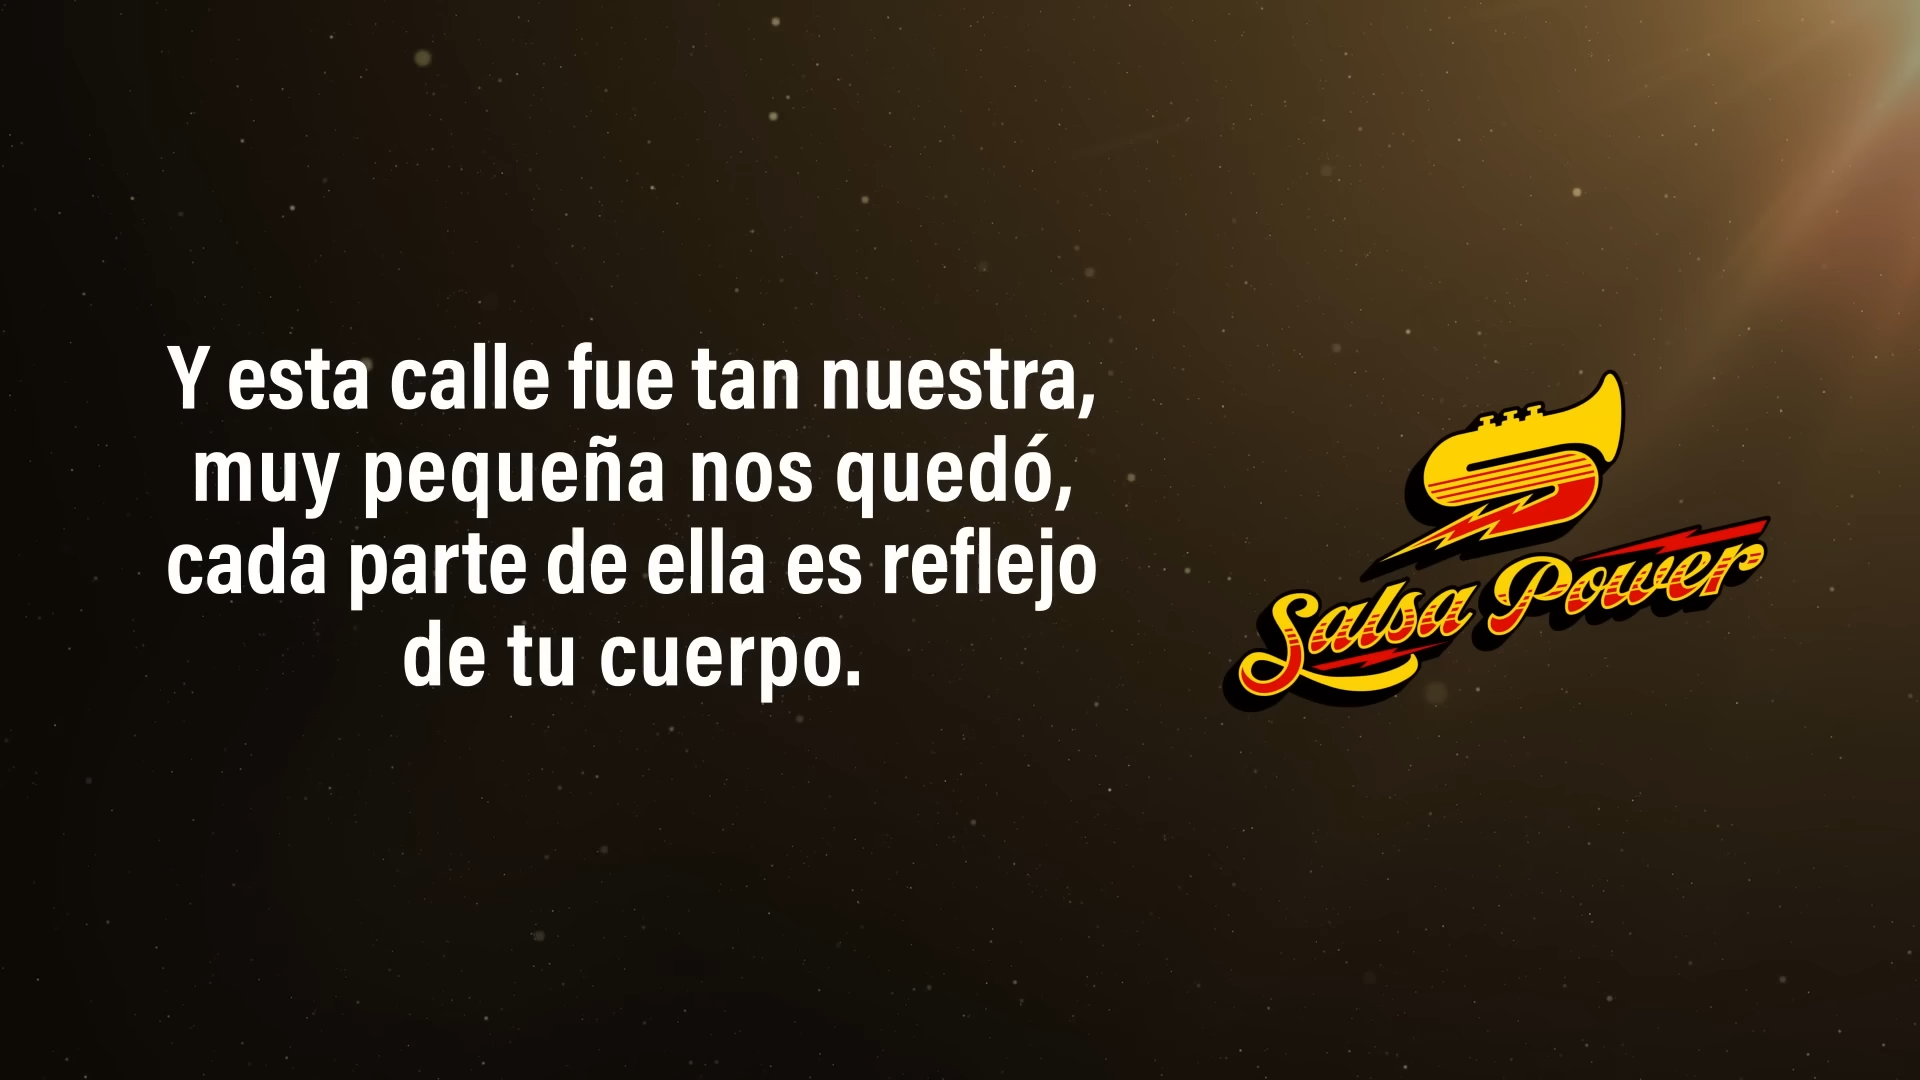 Y esta calle fue tan nuestra,
muy pequeña nos quedó,
cada parte de ella es reflejo
de tu cuerpo.
Salsa Power